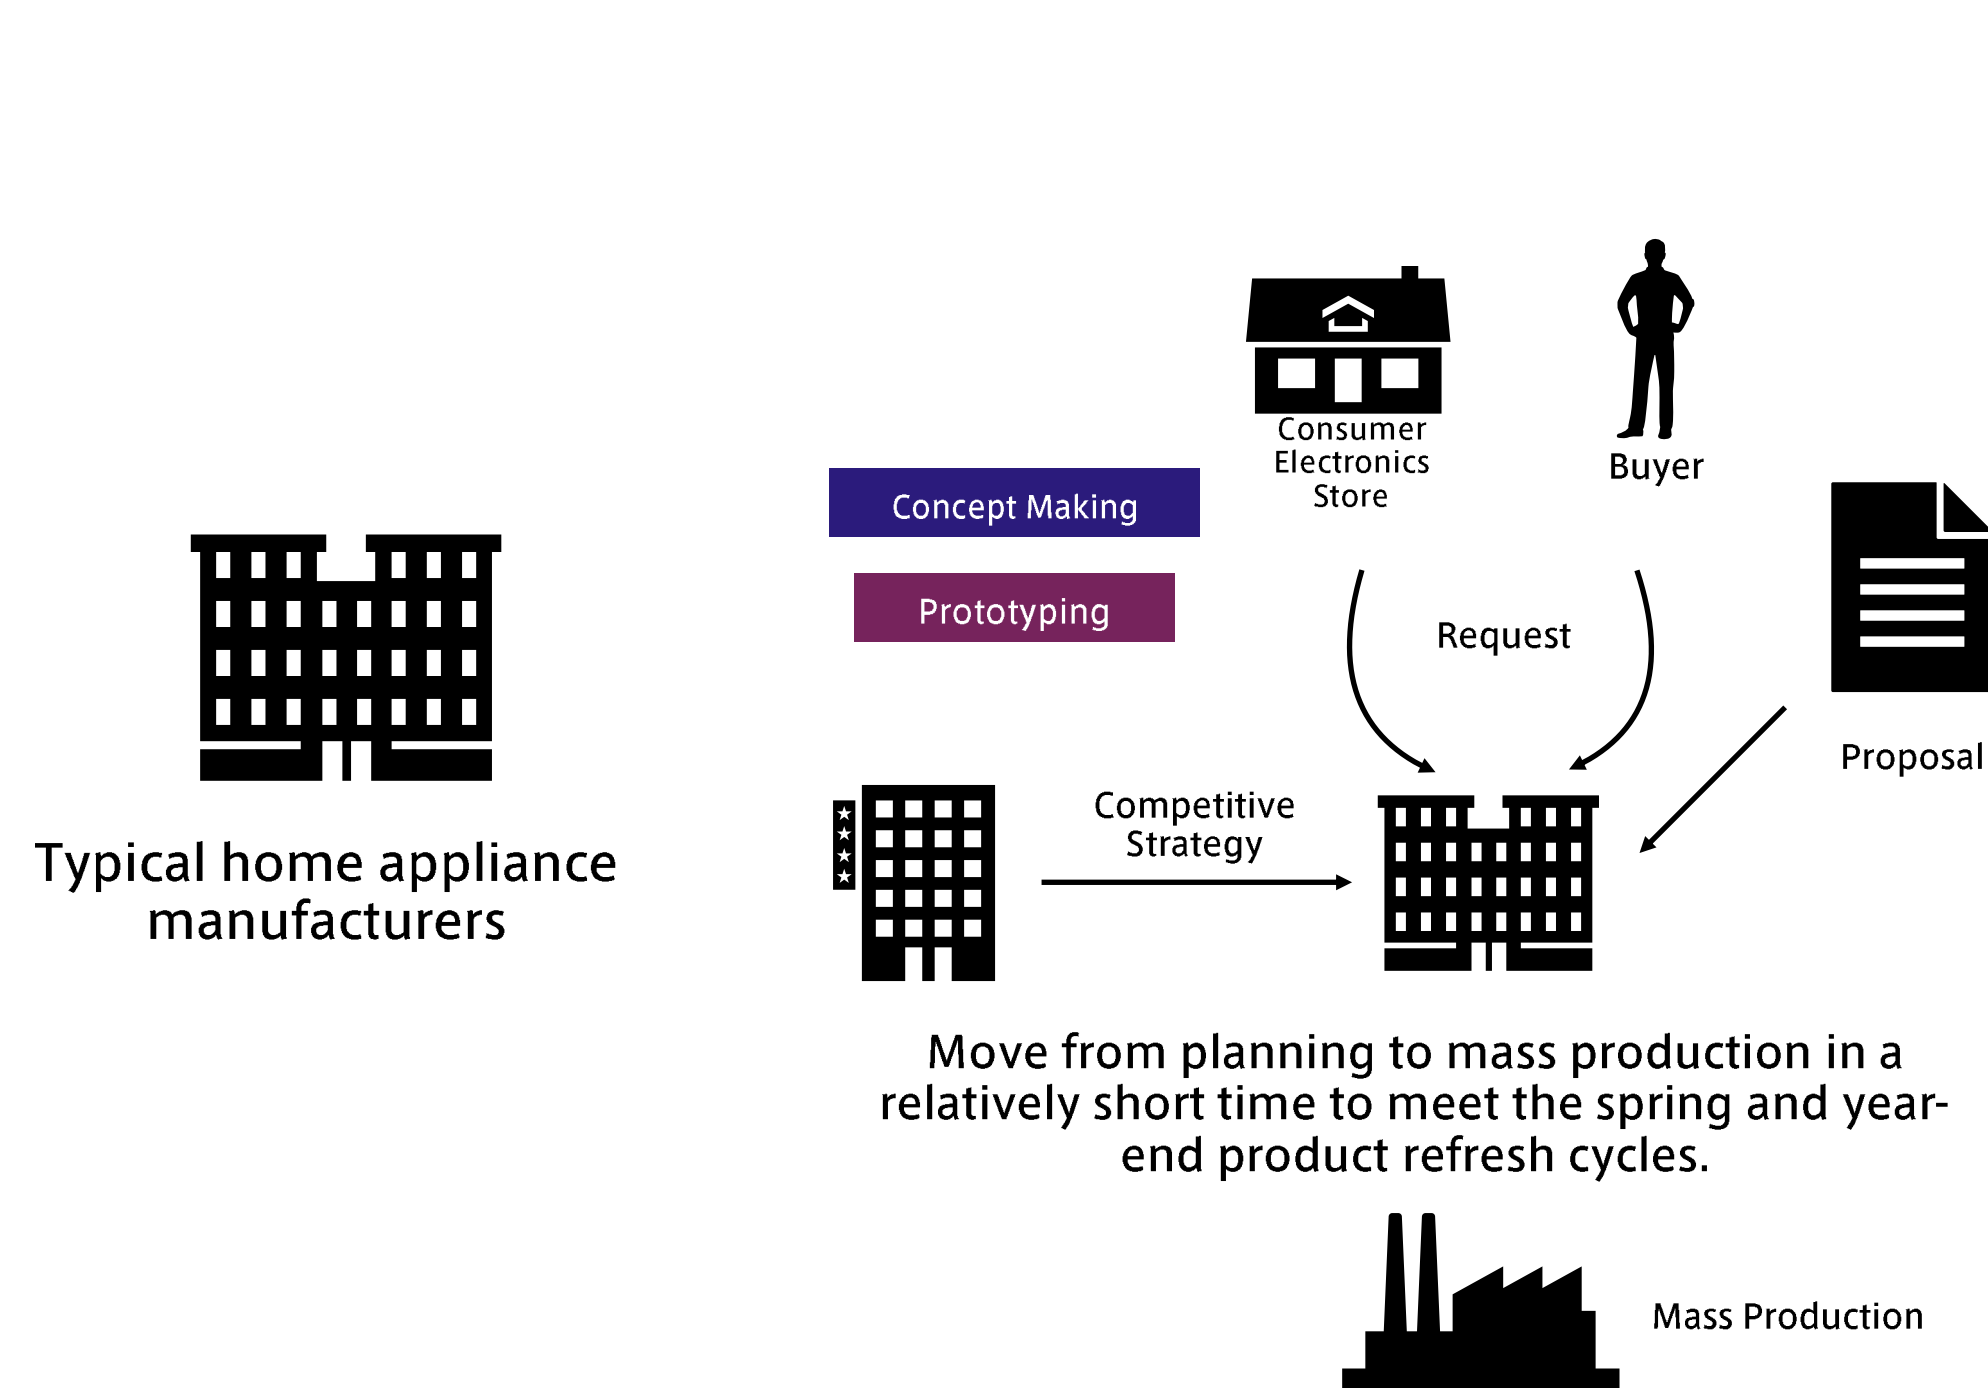 Consumer
Electronics
Store
Buyer
Concept Making
Prototyping
Request
Proposal
Competitive
Strategy
Typical home appliance
manufacturers
Move from planning to mass production in a
relatively short time to meet the spring and year-
end product refresh cycles.
Mass Production